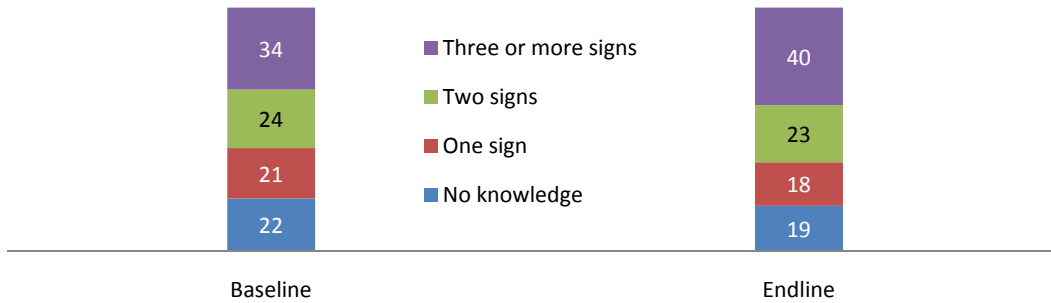 34
24
21
22
Three or more signs
Two signs
One sign
No knowledge
40
23
18
19
Baseline
Endline